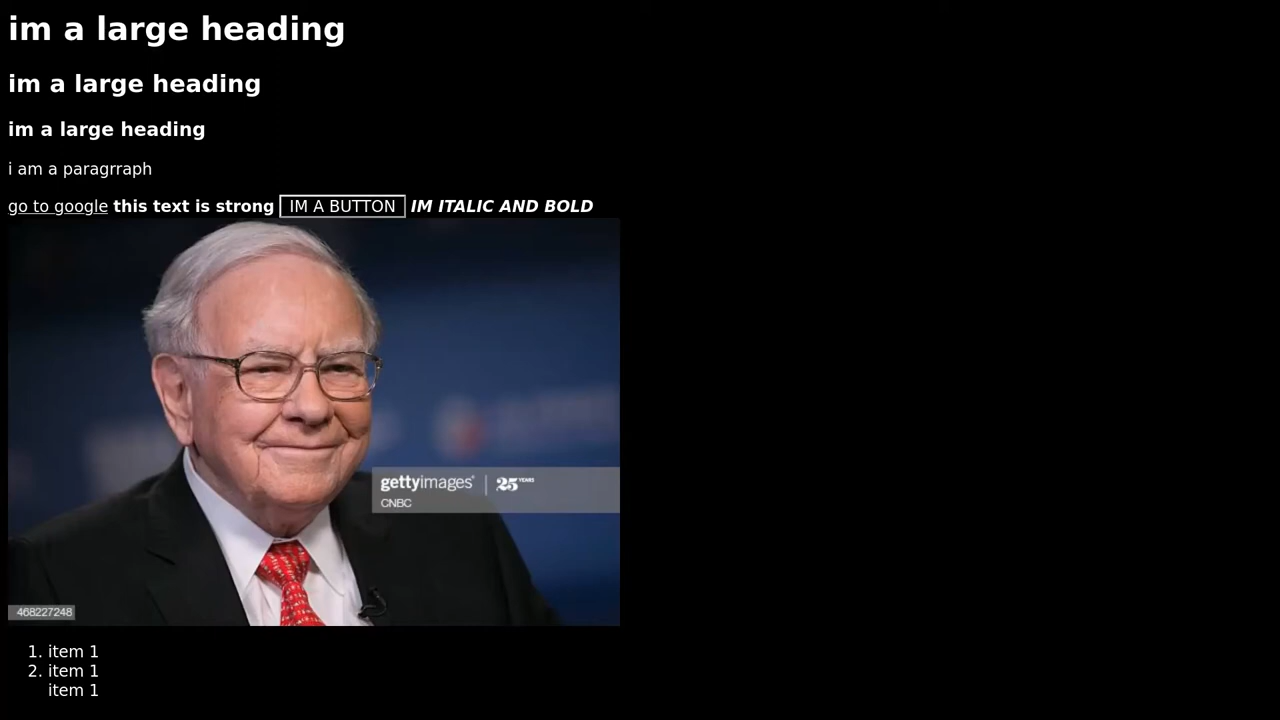 im a large heading
im a large heading
im a large heading
i am a paragrraph
go to google this text is strong IM A BUTTON IM ITALIC AND BOLD
gettyimages® | 25 YEARS
CNBC
468227248
1. item 1
2. item 1
item 1